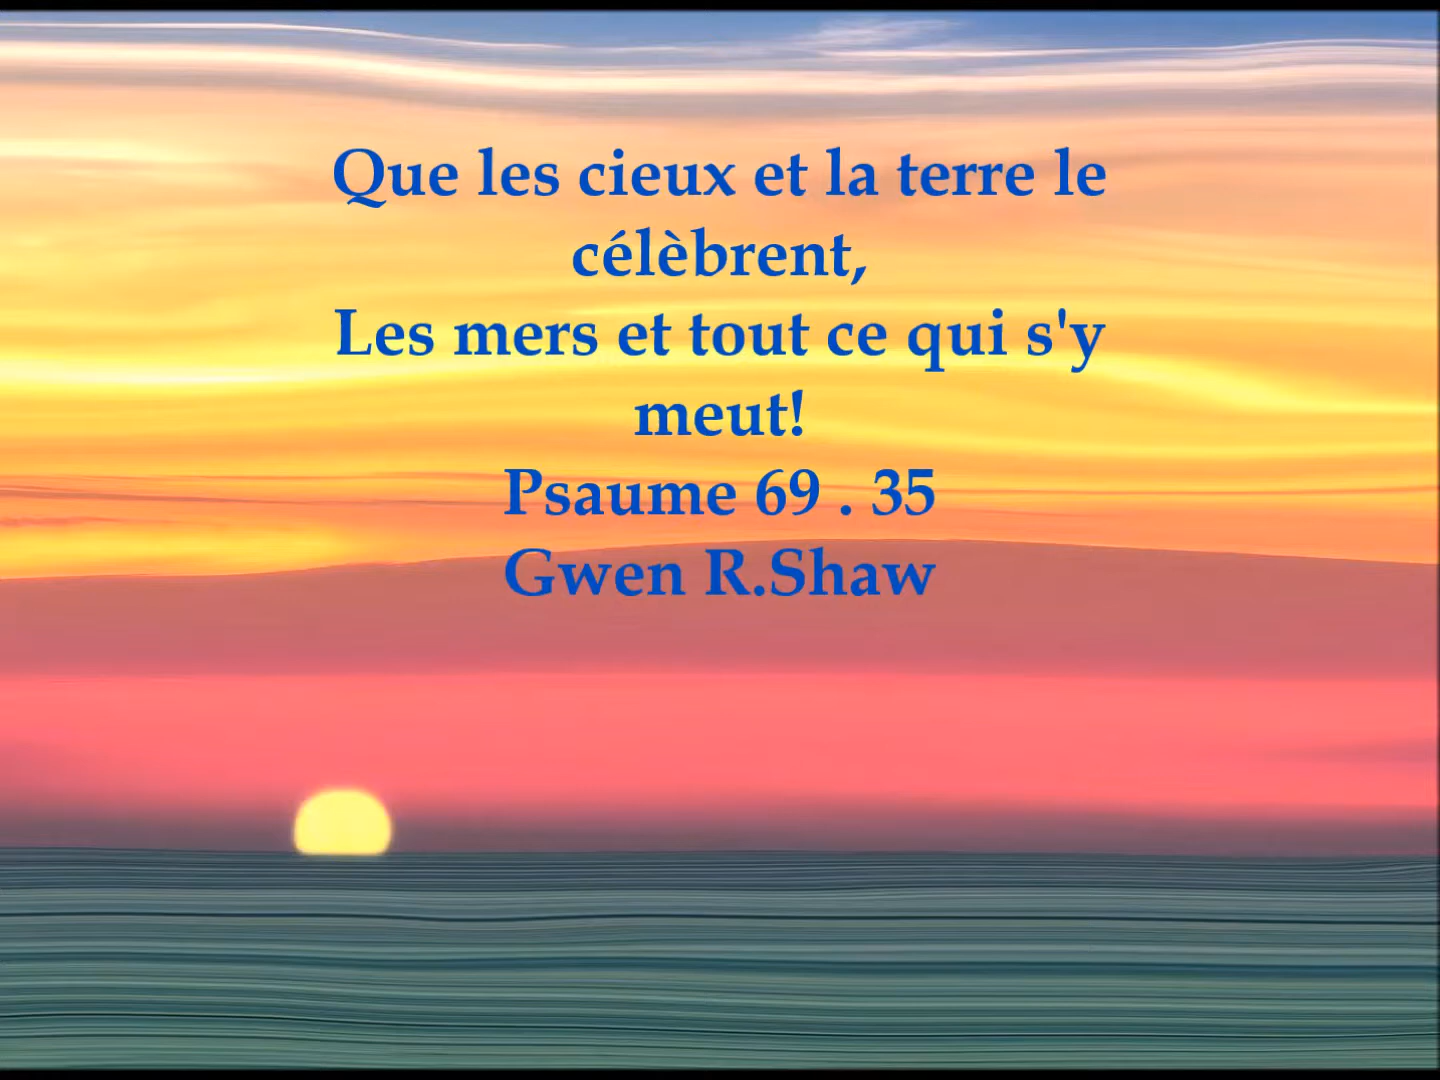 Que les cieux et la terre le
célèbrent,
Les mers et tout ce qui s'y
meut!
Psaume 69 . 35
Gwen R.Shaw